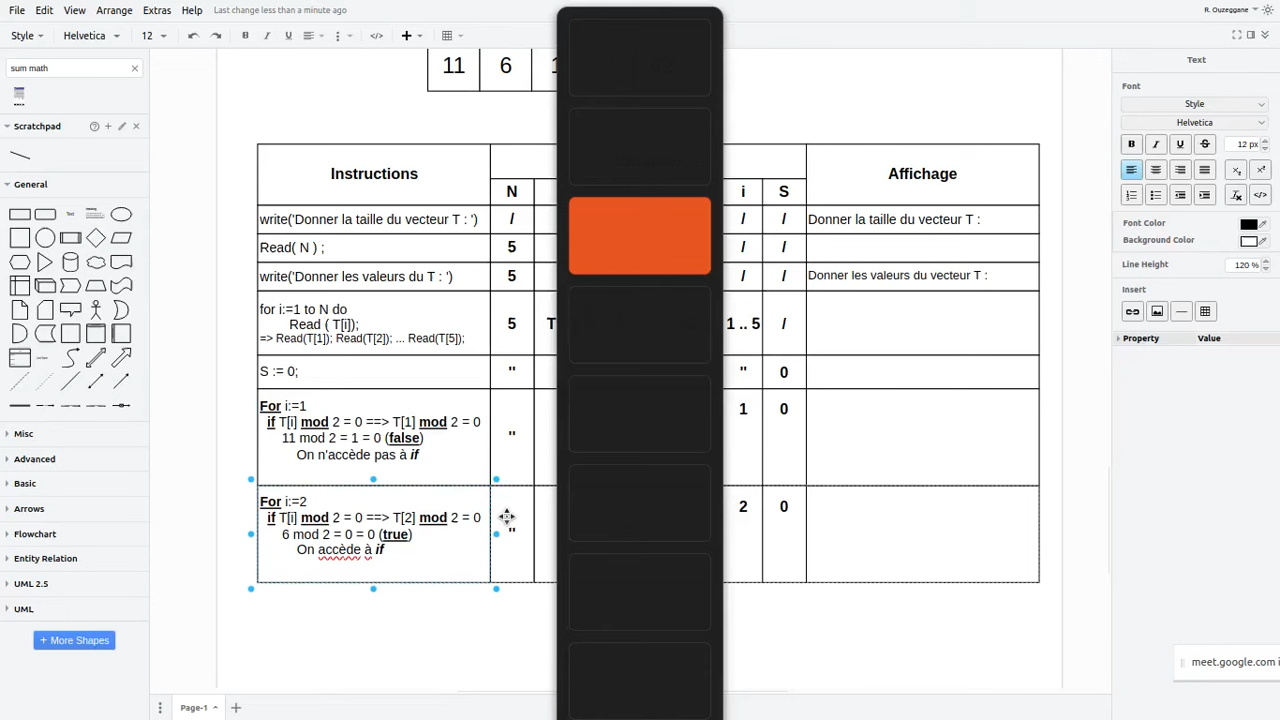 File Edit View Arrange Extras Help Last change less than a minute ago R. Ouzeggane
Style Helvetica 12
sum math
Scratchpad
General
Text
Misc
Advanced
Basic
Arrows
Flowchart
Entity Relation
UML 2.5
UML
+ More Shapes
11 6
Instructions Affichage
N i S
write('Donner la taille du vecteur T : ') / / / Donner la taille du vecteur T :
Read( N ) ; 5 / /
write('Donner les valeurs du T : ') 5 / / Donner les valeurs du vecteur T :
for i:=1 to N do
Read ( T[i]); 5 T 1 .. 5 /
=> Read(T[1]); Read(T[2]); ... Read(T[5]);
S := 0; " " 0
For i:=1 1 0
if T[i] mod 2 = 0 ==> T[1] mod 2 = 0
11 mod 2 = 1 = 0 (false) "
On n'accède pas à if
For i:=2 2 0
if T[i] mod 2 = 0 ==> T[2] mod 2 = 0
6 mod 2 = 0 = 0 (true) "
On accède à if
Page-1
Text
Font
Style
Helvetica
B I U S 12 px
Font Color
Background Color
Line Height 120 %
Insert
Property Value
meet.google.com i